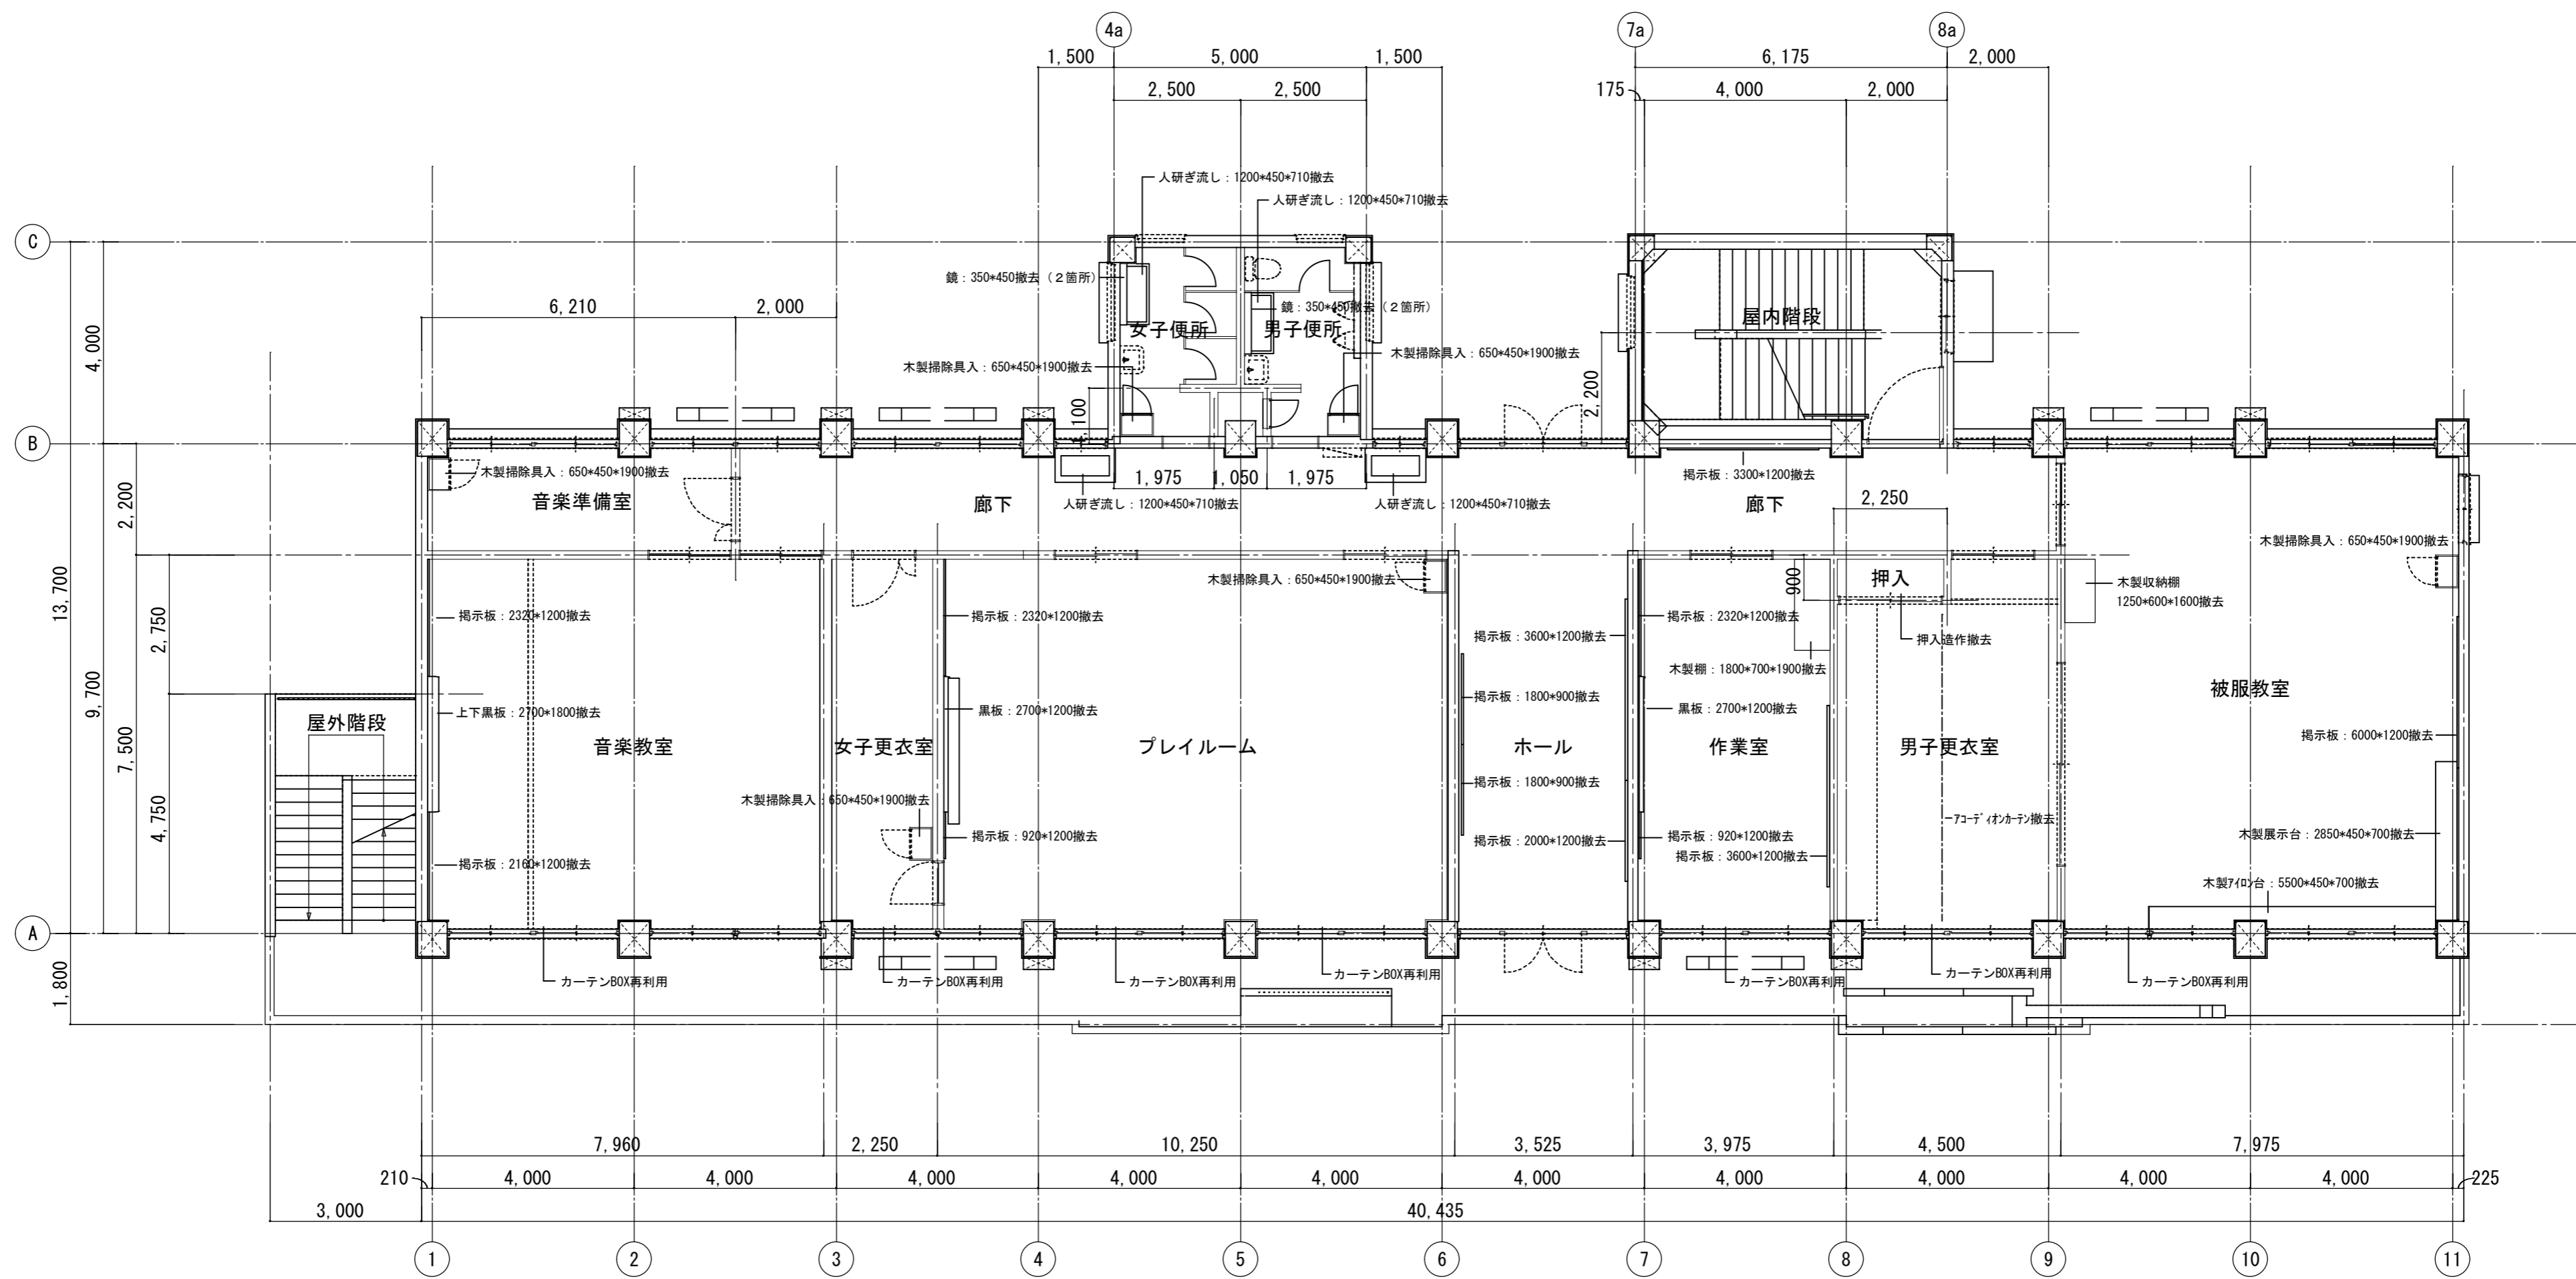 4a
7a
8a
1,500
5,000
1,500
6,175
2,000
2,500
2,500
175
4,000
2,000
人研ぎ流し：1200*450*710撤去
人研ぎ流し：1200*450*710撤去
C
鏡：350*450撤去（２箇所）
鏡：350*450撤去（２箇所）
6,210
2,000
女子便所
男子便所
屋内階段
4,000
木製掃除具入：650*450*1900撤去
木製掃除具入：650*450*1900撤去
2,200
1,100
B
木製掃除具入：650*450*1900撤去
音楽準備室
廊下
1,975
1,050
1,975
人研ぎ流し：1200*450*710撤去
人研ぎ流し：1200*450*710撤去
掲示板：3300*1200撤去
廊下
2,250
2,200
木製掃除具入：650*450*1900撤去
木製掃除具入：650*450*1900撤去
900
押入
木製収納棚
1250*600*1600撤去
13,700
9,700
7,500
2,750
4,750
掲示板：2320*1200撤去
掲示板：2320*1200撤去
掲示板：3600*1200撤去
掲示板：2320*1200撤去
押入造作撤去
木製棚：1800*700*1900撤去
掲示板：1800*900撤去
被服教室
上下黒板：2700*1800撤去
黒板：2700*1200撤去
黒板：2700*1200撤去
屋外階段
音楽教室
女子更衣室
プレイルーム
ホール
作業室
男子更衣室
掲示板：6000*1200撤去
掲示板：1800*900撤去
木製掃除具入：650*450*1900撤去
アコーディオンカーテン撤去
掲示板：920*1200撤去
掲示板：2000*1200撤去
掲示板：920*1200撤去
掲示板：3600*1200撤去
木製展示台：2850*450*700撤去
掲示板：2160*1200撤去
木製アイロン台：5500*450*700撤去
A
カーテンBOX再利用
カーテンBOX再利用
カーテンBOX再利用
カーテンBOX再利用
カーテンBOX再利用
カーテンBOX再利用
カーテンBOX再利用
1,800
7,960
2,250
10,250
3,525
3,975
4,500
7,975
210
4,000
4,000
4,000
4,000
4,000
4,000
4,000
4,000
4,000
4,000
225
3,000
40,435
1
2
3
4
5
6
7
8
9
10
11